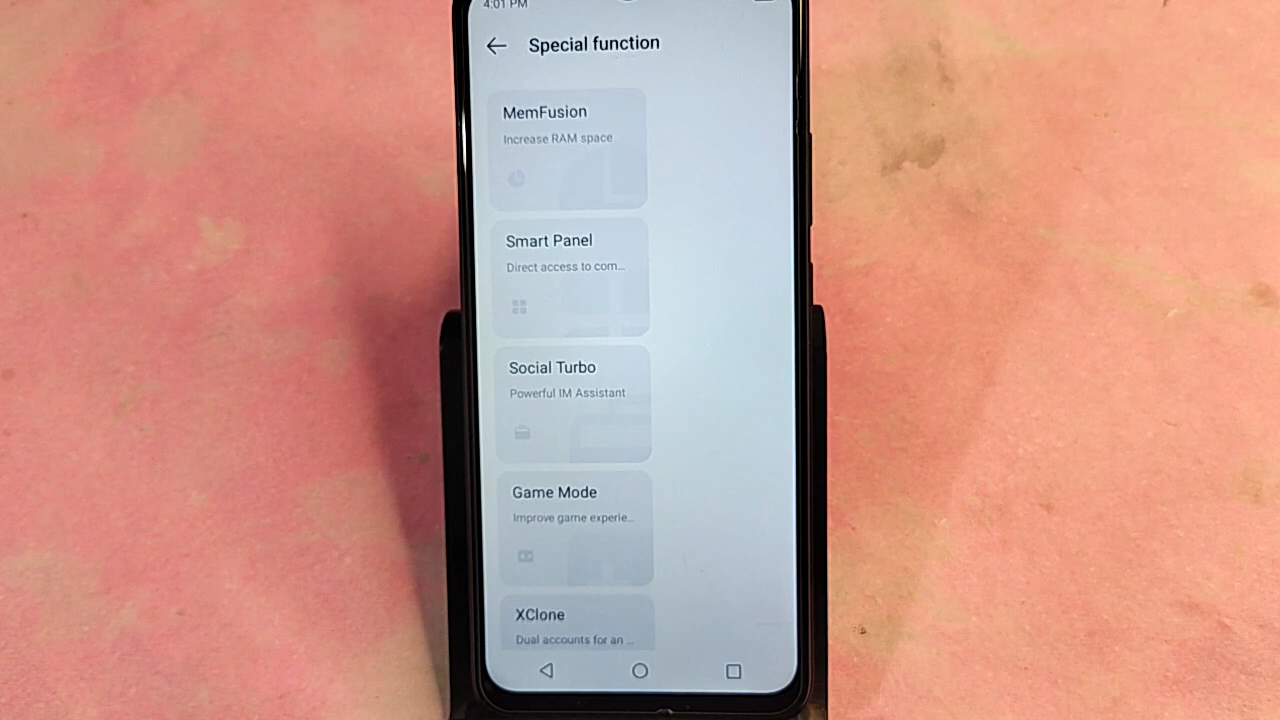 4:01 PM
Special function
MemFusion
Increase RAM space
Smart Panel
Direct access to com...
Social Turbo
Powerful IM Assistant
Game Mode
Improve game experie...
XClone
Dual accounts for an ...